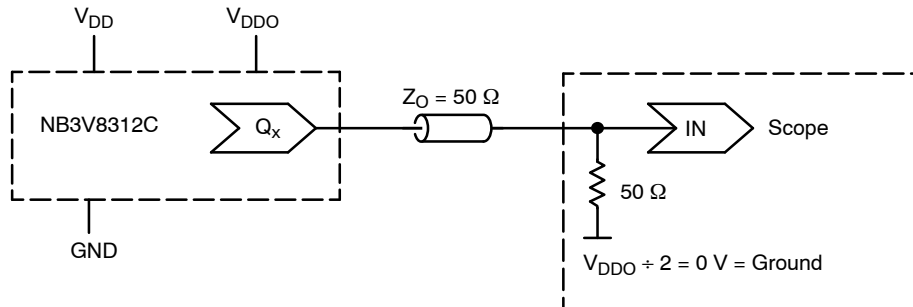 V_DD
V_DDO
NB3V8312C
Q_x
Z_O = 50 Ω
IN
Scope
50 Ω
GND
V_DDO ÷ 2 = 0 V = Ground